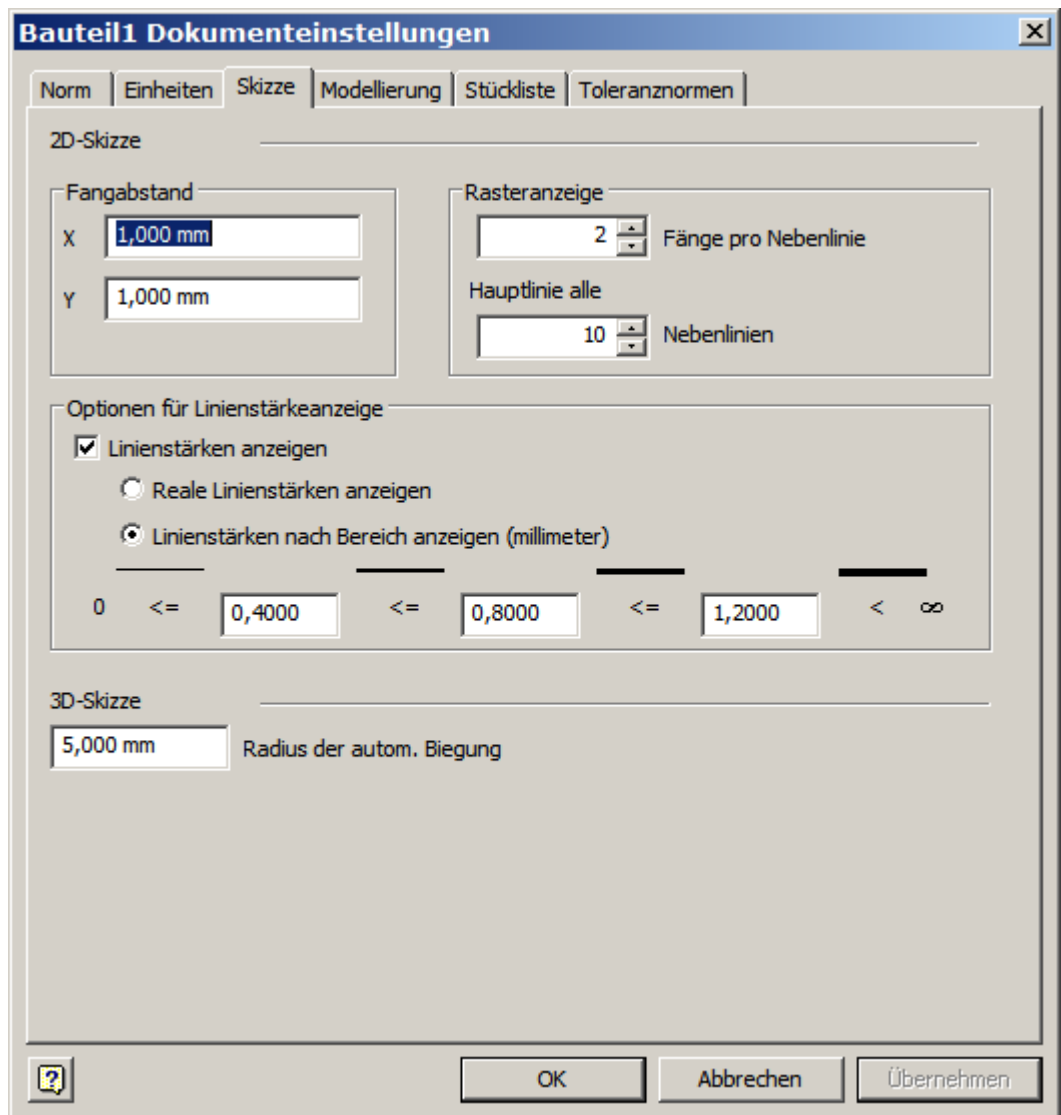 Bauteil1 Dokumenteinstellungen
Norm Einheiten Skizze Modellierung Stückliste Toleranznormen
2D-Skizze
Fangabstand
X 1,000 mm
Y 1,000 mm
Rasteranzeige
2 Fänge pro Nebenlinie
Hauptlinie alle
10 Nebenlinien
Optionen für Linienstärkeanzeige
Linienstärken anzeigen
Reale Linienstärken anzeigen
Linienstärken nach Bereich anzeigen (millimeter)
0 <= 0,4000 <= 0,8000 <= 1,2000 < ∞
3D-Skizze
5,000 mm Radius der autom. Biegung
? OK Abbrechen Übernehmen